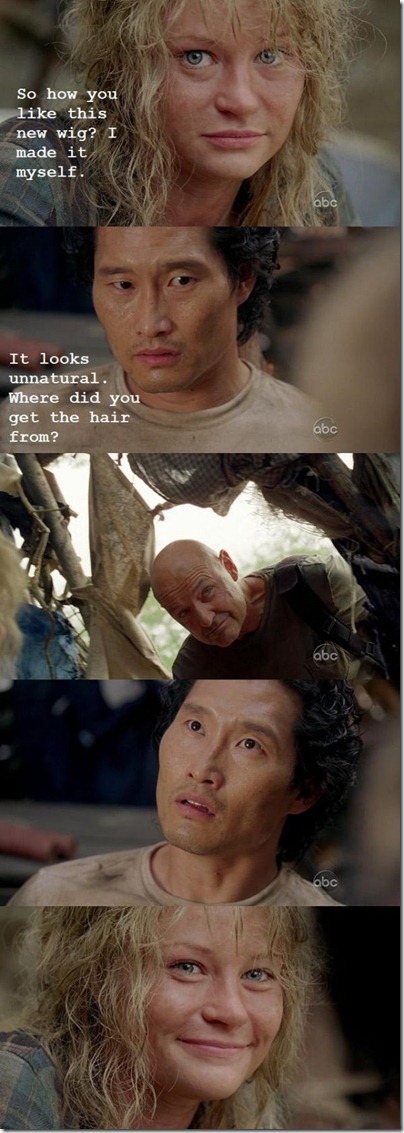 So how you
like this
new wig? I
made it
myself.
abc
It looks
unnatural.
Where did you
get the hair
from?
abc
abc
abc